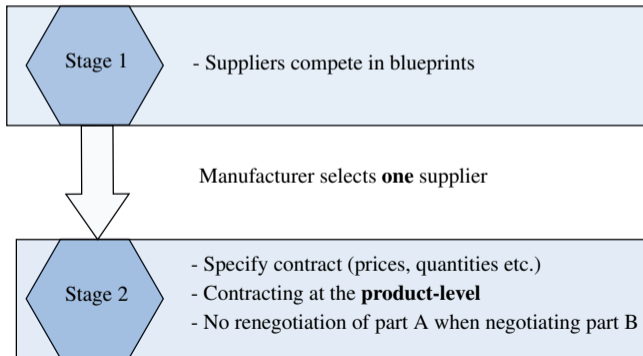 Stage 1
- Suppliers compete in blueprints
Manufacturer selects one supplier
Stage 2
- Specify contract (prices, quantities etc.)
- Contracting at the product-level
- No renegotiation of part A when negotiating part B